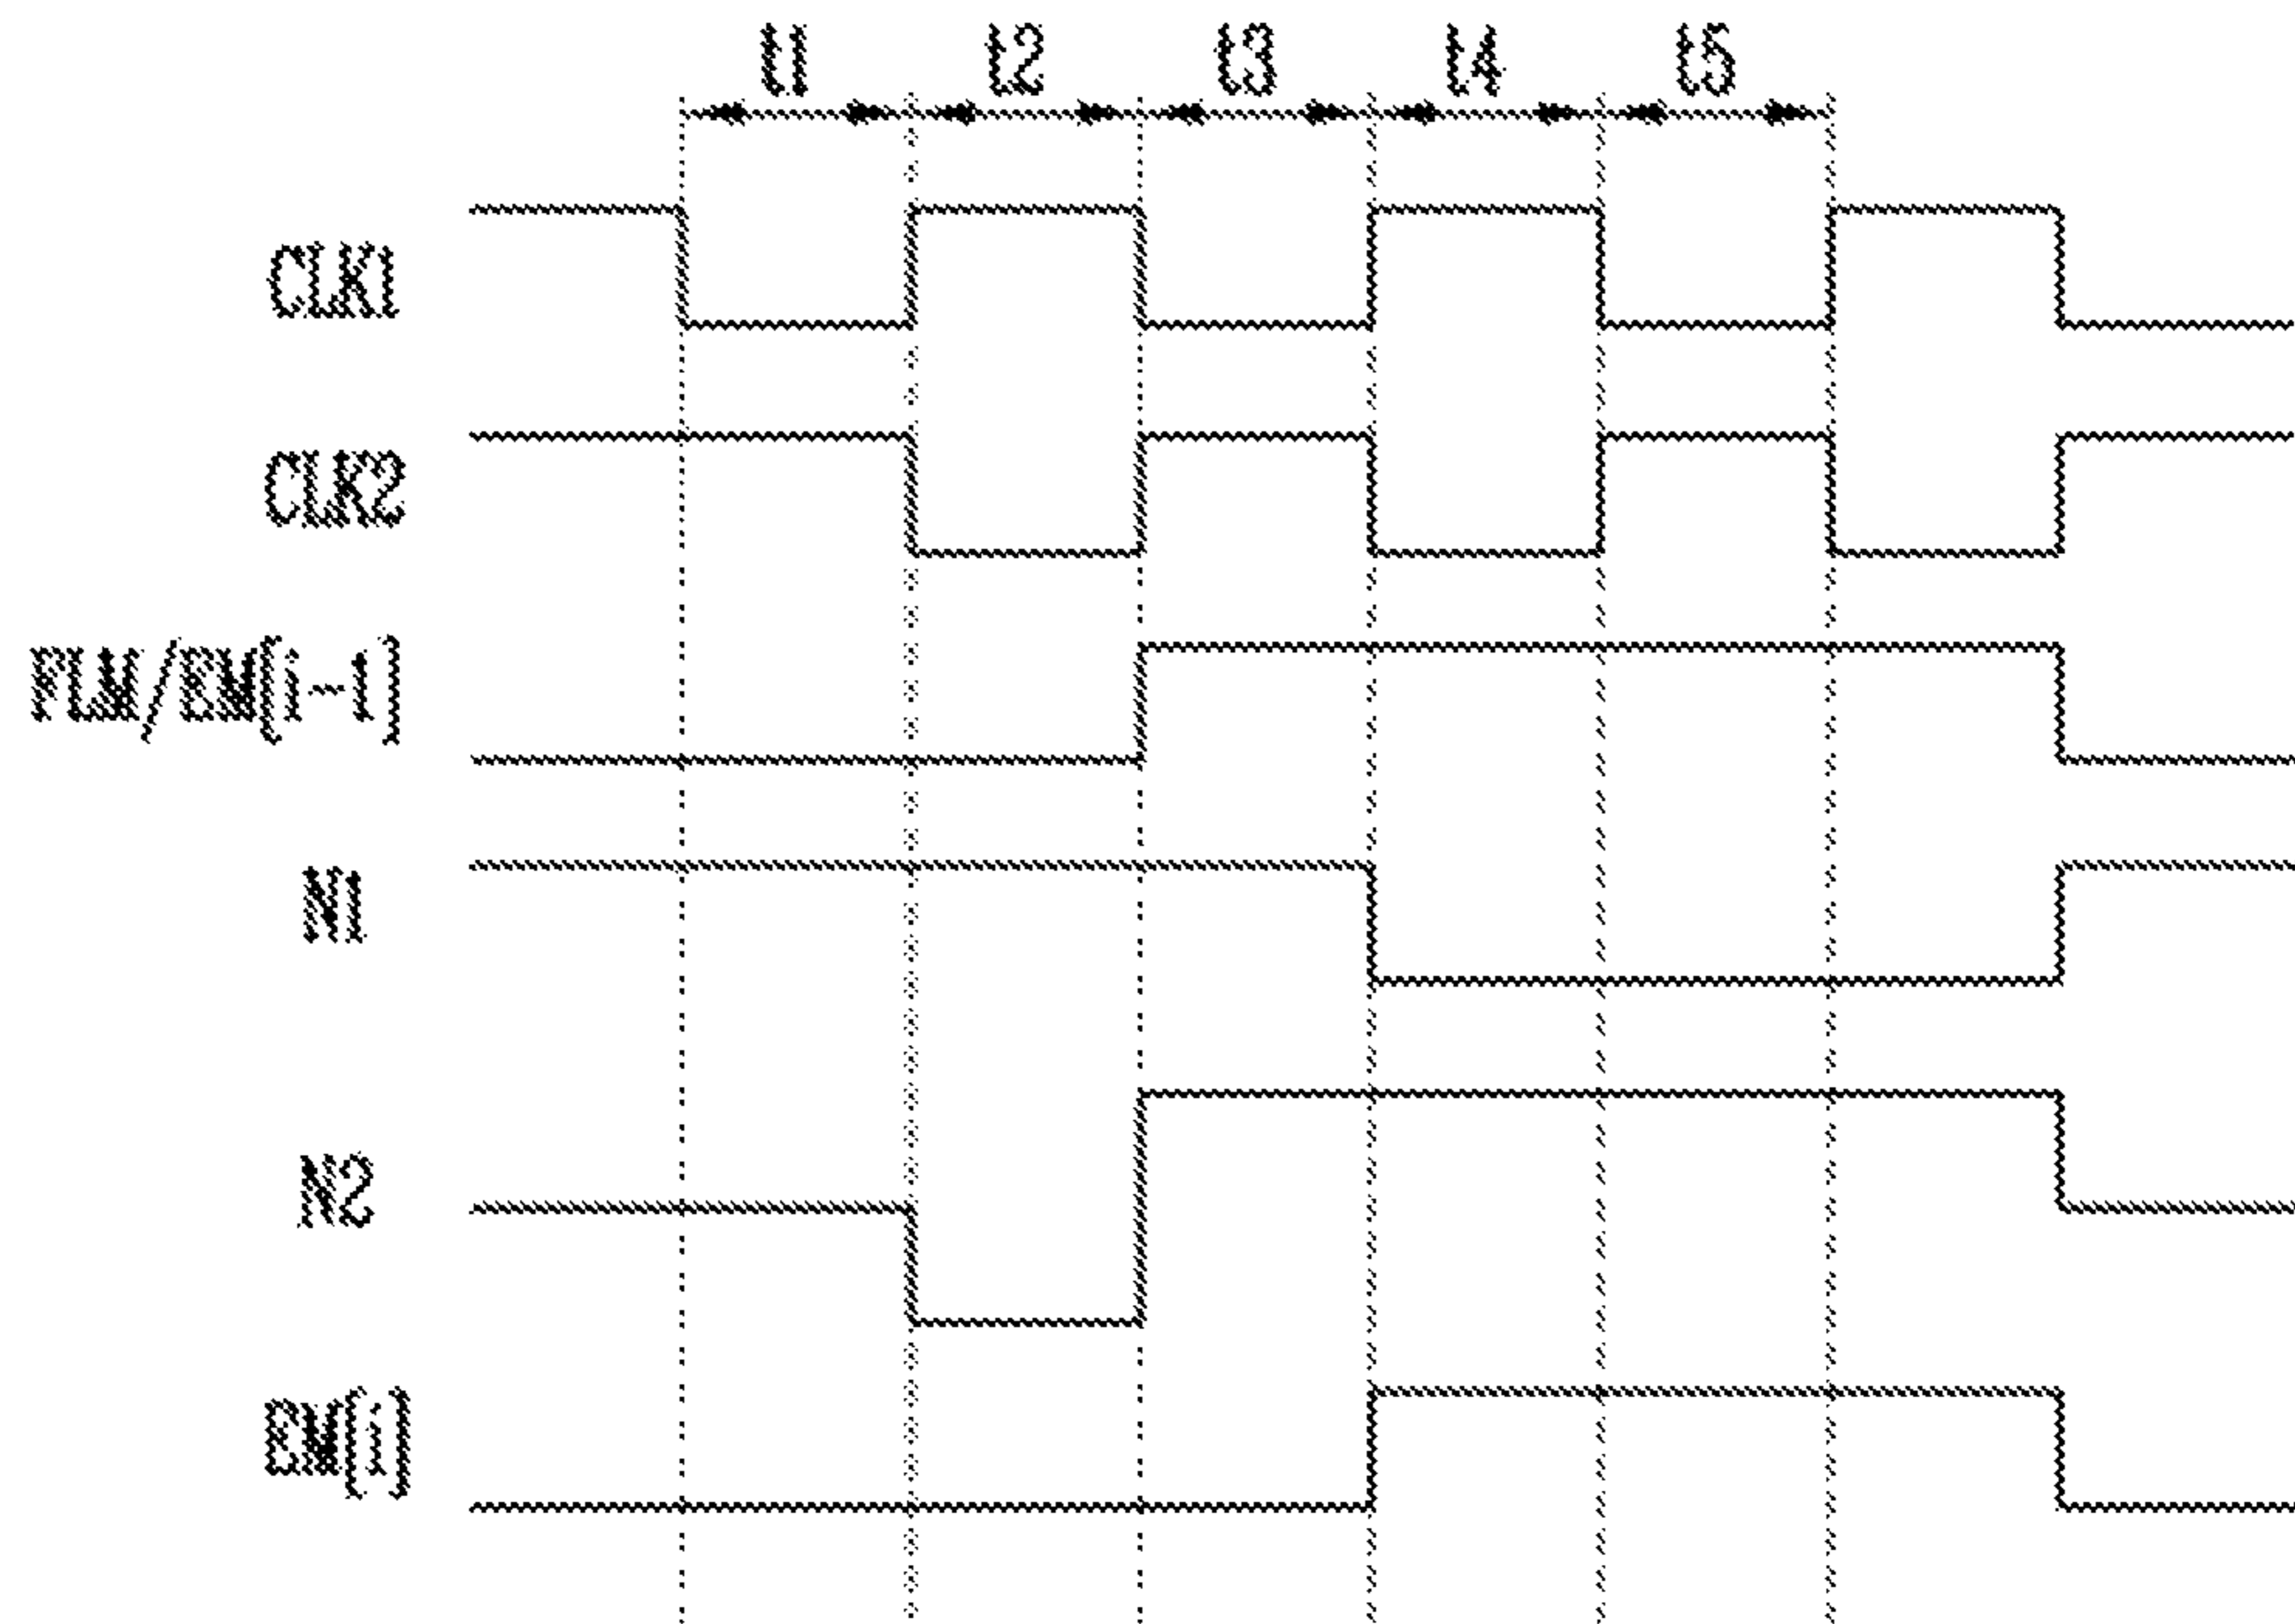 t1 t2 t3 t4 t5
CLK1
CLK2
FLM/EM[i-1]
N1
N2
EM[i]